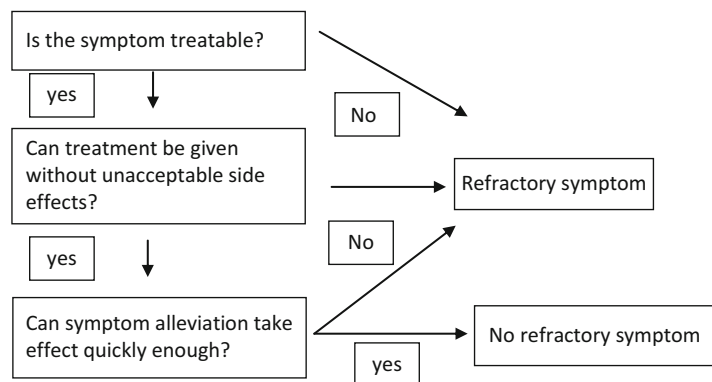 Is the symptom treatable?
yes
No
Can treatment be given
without unacceptable side
effects?
Refractory symptom
yes
No
Can symptom alleviation take
effect quickly enough?
No refractory symptom
yes